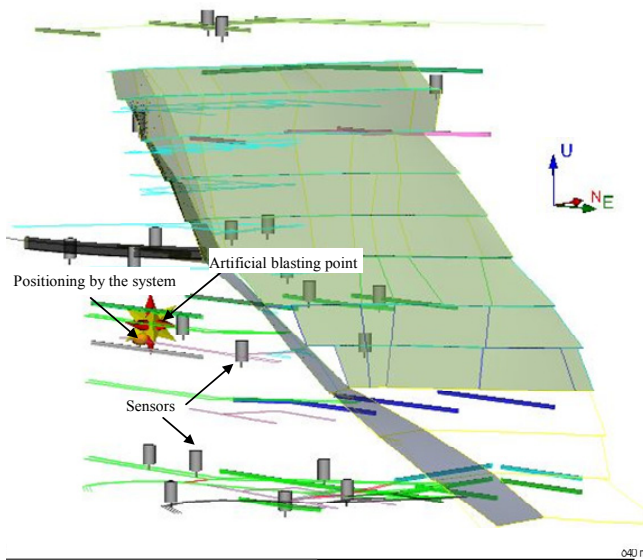 U
N
E
Artificial blasting point
Positioning by the system
Sensors